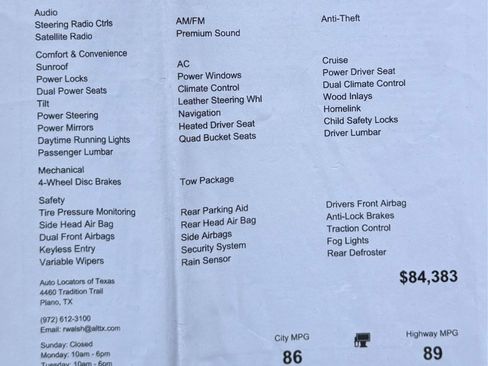 Audio
Steering Radio Ctrls AM/FM Anti-Theft
Satellite Radio Premium Sound
Comfort & Convenience
Sunroof AC Cruise
Power Locks Power Windows Power Driver Seat
Dual Power Seats Climate Control Dual Climate Control
Tilt Leather Steering Whl Wood Inlays
Power Steering Navigation Homelink
Power Mirrors Heated Driver Seat Child Safety Locks
Daytime Running Lights Quad Bucket Seats Driver Lumbar
Passenger Lumbar
Mechanical
4-Wheel Disc Brakes Tow Package
Safety
Tire Pressure Monitoring Rear Parking Aid Drivers Front Airbag
Side Head Air Bag Rear Head Air Bag Anti-Lock Brakes
Dual Front Airbags Side Airbags Traction Control
Keyless Entry Security System Fog Lights
Variable Wipers Rain Sensor Rear Defroster
$84,383
Auto Locators of Texas
4460 Tradition Trail
Plano, TX
(972) 612-3100
Email: rwalsh@alttx.com
City MPG Highway MPG
Sunday: Closed
Monday: 10am - 6pm 86 89
Tuesday: 10am - 6pm